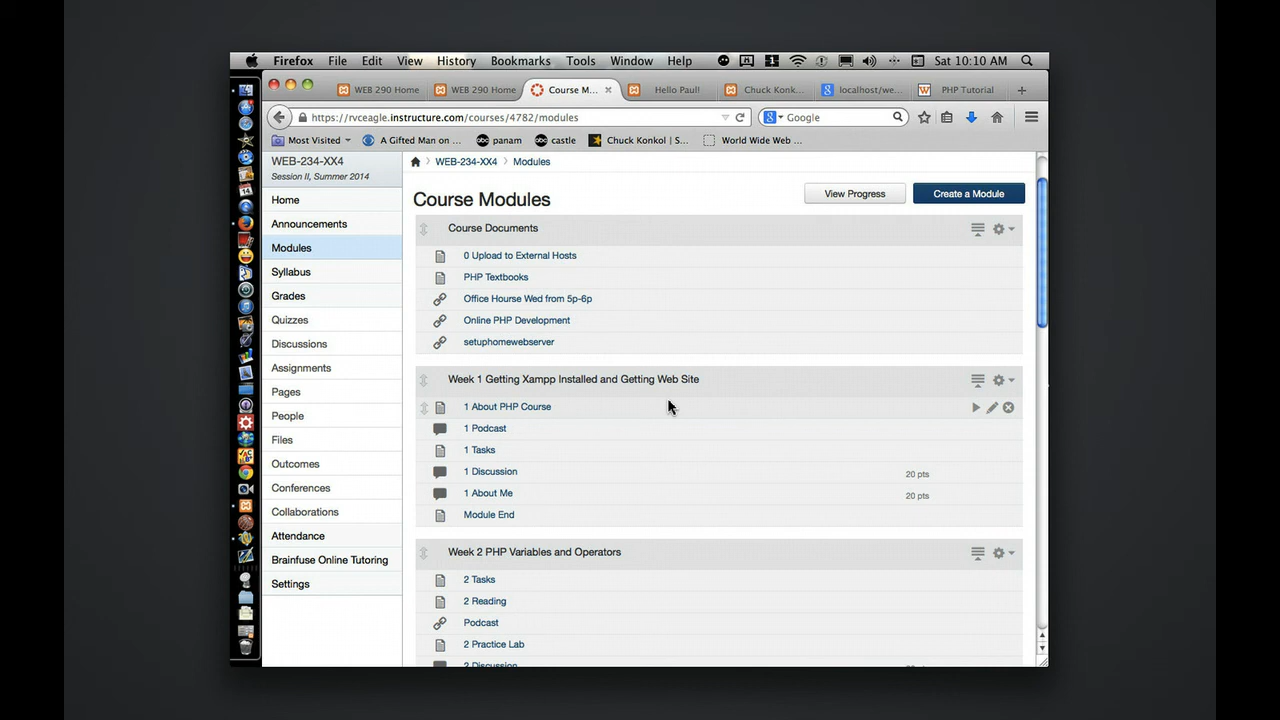 Firefox File Edit View History Bookmarks Tools Window Help Sat 10:10 AM
WEB 290 Home WEB 290 Home Course M... Hello Paul! Chuck Konk... localhost/we... PHP Tutorial
https://rvceagle.instructure.com/courses/4782/modules Google
Most Visited A Gifted Man on ... panam castle Chuck Konkol | S... World Wide Web ...
WEB-234-XX4
Session II, Summer 2014
Home
Announcements
Modules
Syllabus
Grades
Quizzes
Discussions
Assignments
Pages
People
Files
Outcomes
Conferences
Collaborations
Attendance
Brainfuse Online Tutoring
Settings
WEB-234-XX4 Modules
Course Modules View Progress Create a Module
Course Documents
0 Upload to External Hosts
PHP Textbooks
Office Hourse Wed from 5p-6p
Online PHP Development
setuphomewebserver
Week 1 Getting Xampp Installed and Getting Web Site
1 About PHP Course
1 Podcast
1 Tasks
1 Discussion 20 pts
1 About Me 20 pts
Module End
Week 2 PHP Variables and Operators
2 Tasks
2 Reading
Podcast
2 Practice Lab
2 Discussion